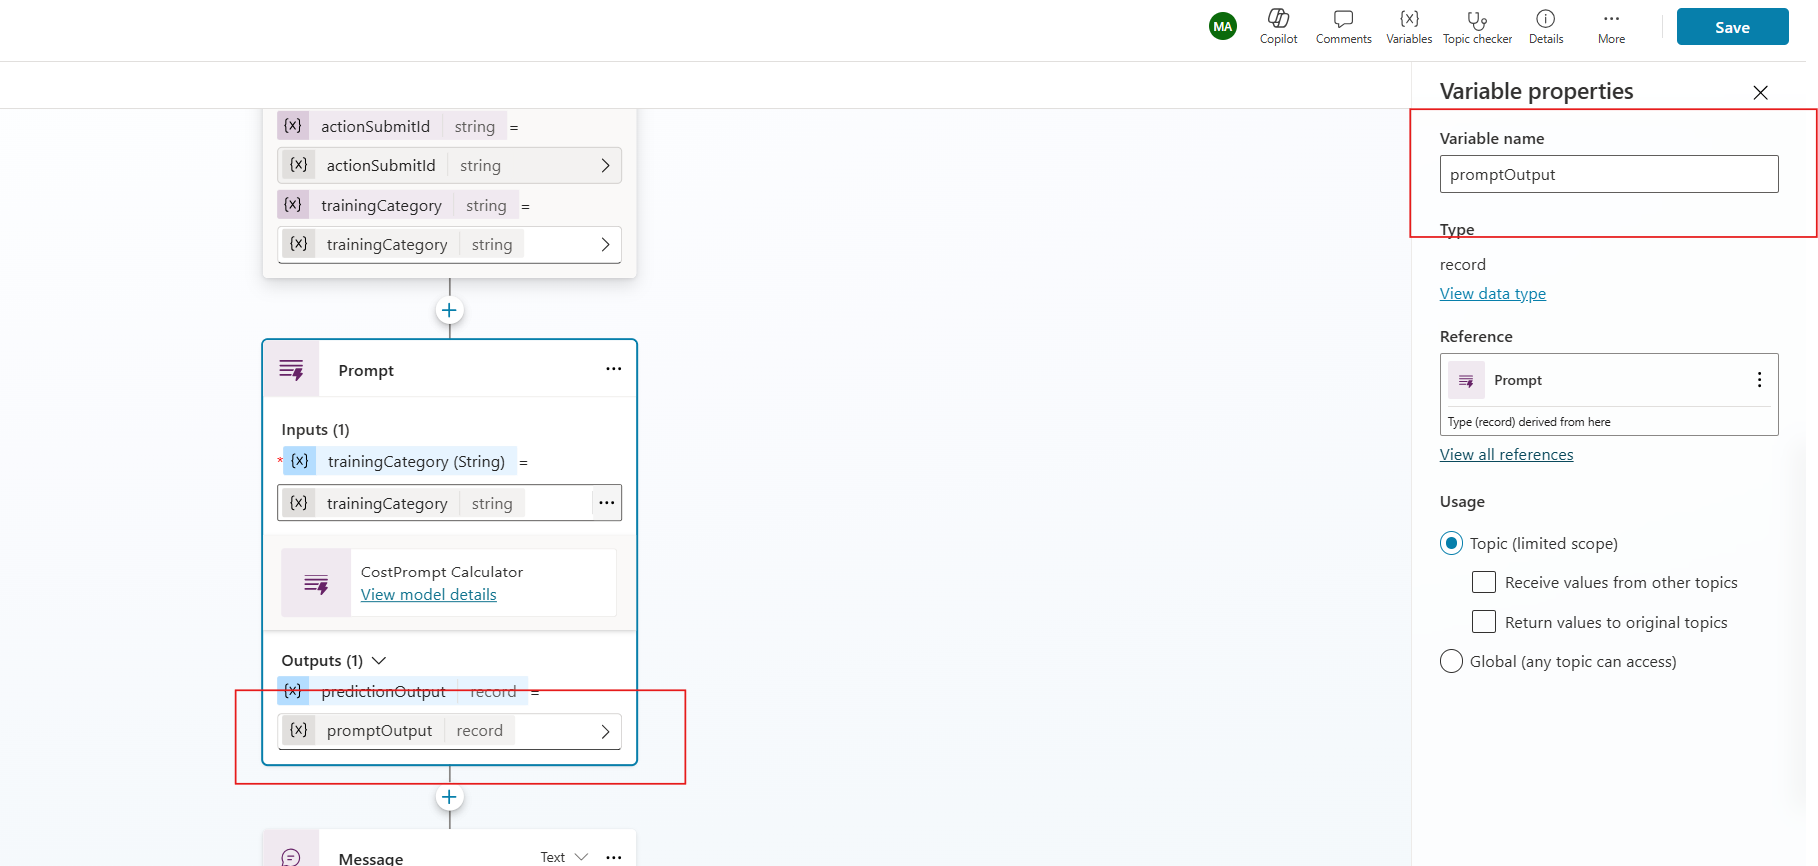 MA
Copilot
Comments
{x}
Variables
Topic checker
Details
More
Save
{x} actionSubmitId string =
{x} actionSubmitId string
{x} trainingCategory string =
{x} trainingCategory string
Prompt
Inputs (1)
* {x} trainingCategory (String) =
{x} trainingCategory string
CostPrompt Calculator
View model details
Outputs (1)
{x} predictionOutput record =
{x} promptOutput record
Message Text
Variable properties
Variable name
promptOutput
Type
record
View data type
Reference
Prompt
Type (record) derived from here
View all references
Usage
Topic (limited scope)
Receive values from other topics
Return values to original topics
Global (any topic can access)